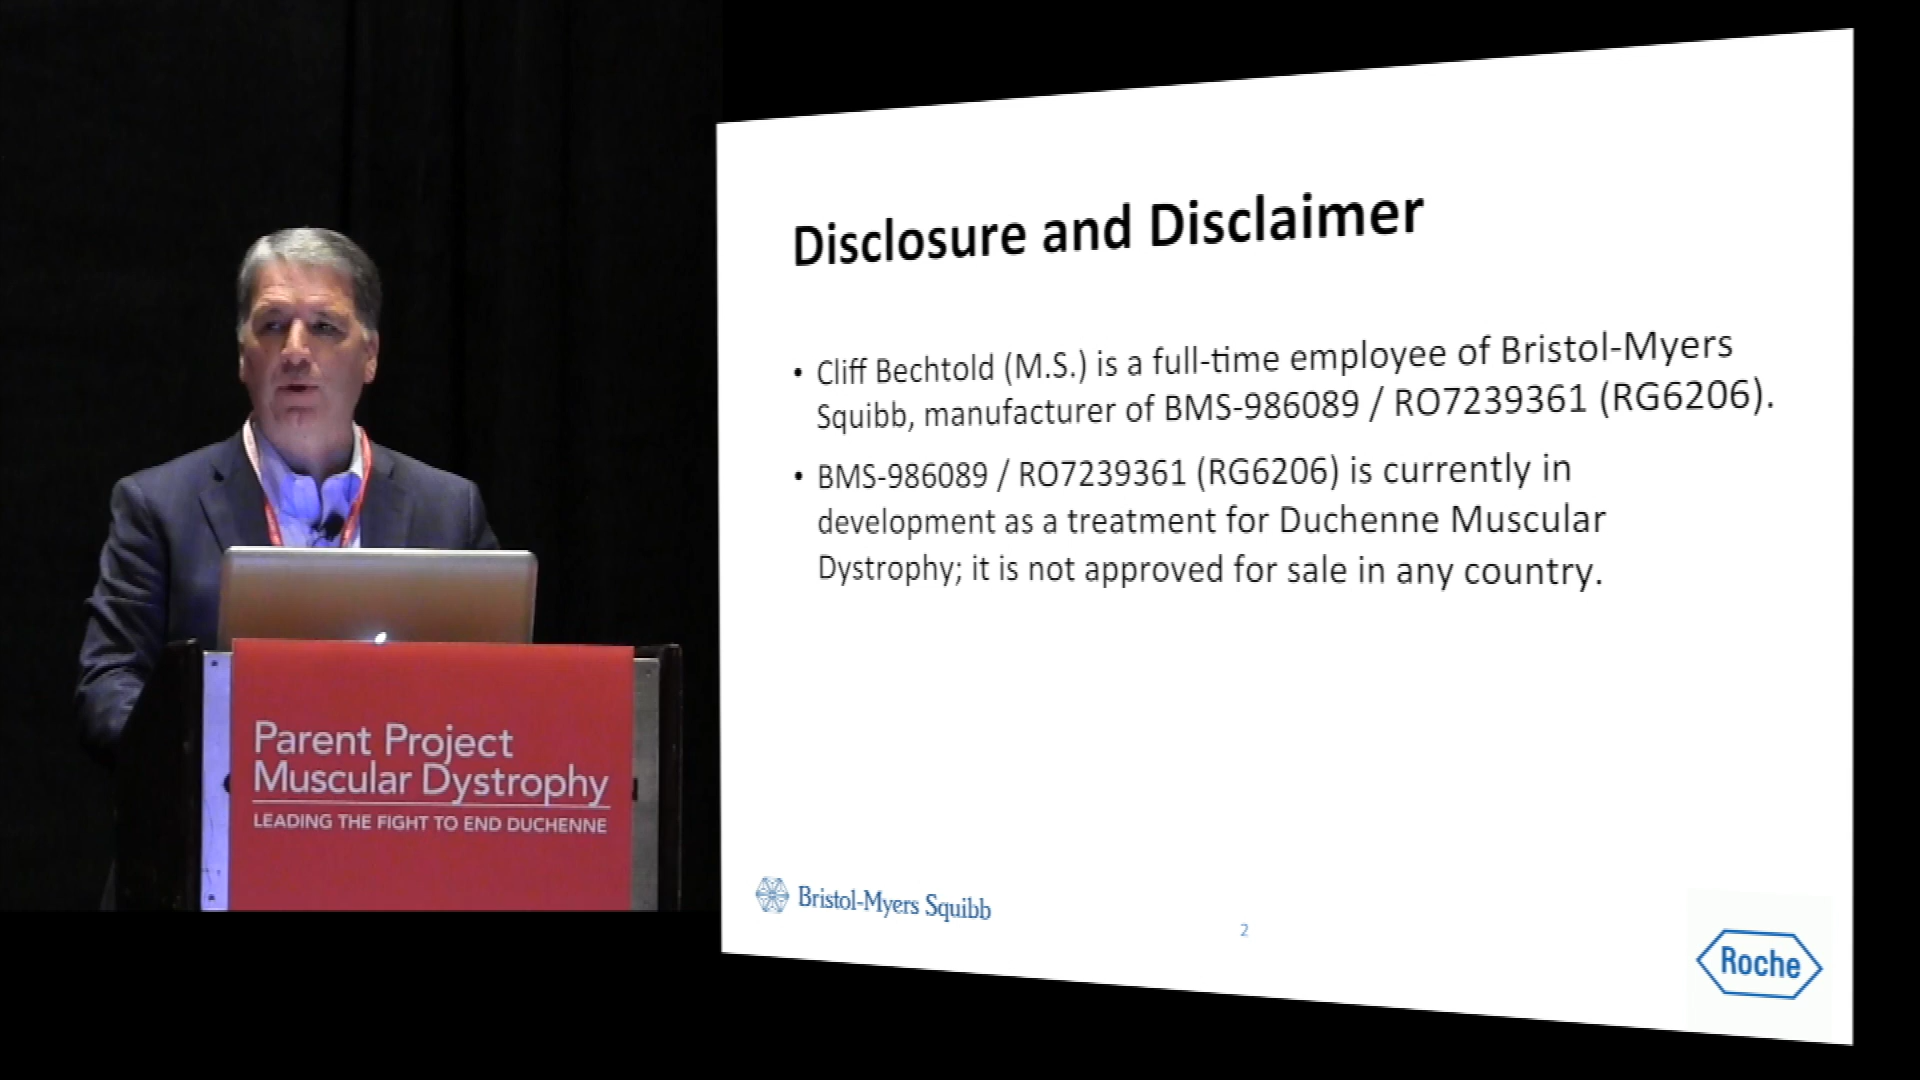 Disclosure and Disclaimer
• Cliff Bechtold (M.S.) is a full-time employee of Bristol-Myers
Squibb, manufacturer of BMS-986089 / RO7239361 (RG6206).
• BMS-986089 / RO7239361 (RG6206) is currently in
development as a treatment for Duchenne Muscular
Dystrophy; it is not approved for sale in any country.
Bristol-Myers Squibb
2
Roche
Parent Project
Muscular Dystrophy
LEADING THE FIGHT TO END DUCHENNE